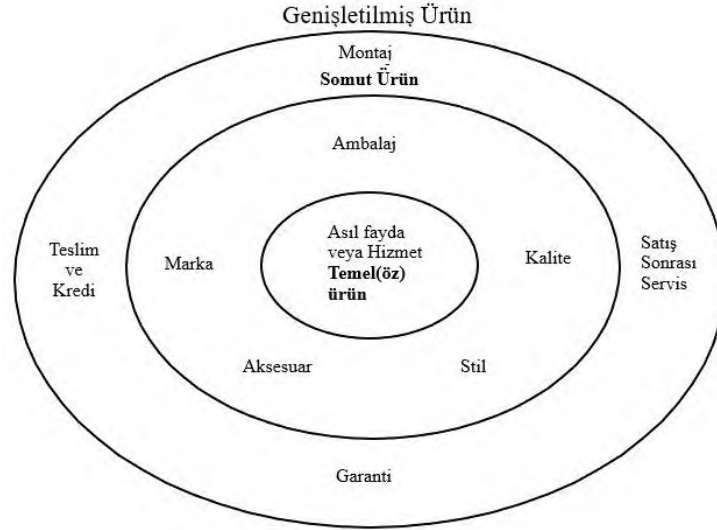 Genişletilmiş Ürün
Montaj
Somut Ürün
Ambalaj
Asıl fayda
veya Hizmet
Temel(öz)
ürün
Teslim
ve
Kredi
Marka
Kalite
Satış
Sonrası
Servis
Aksesuar
Stil
Garanti